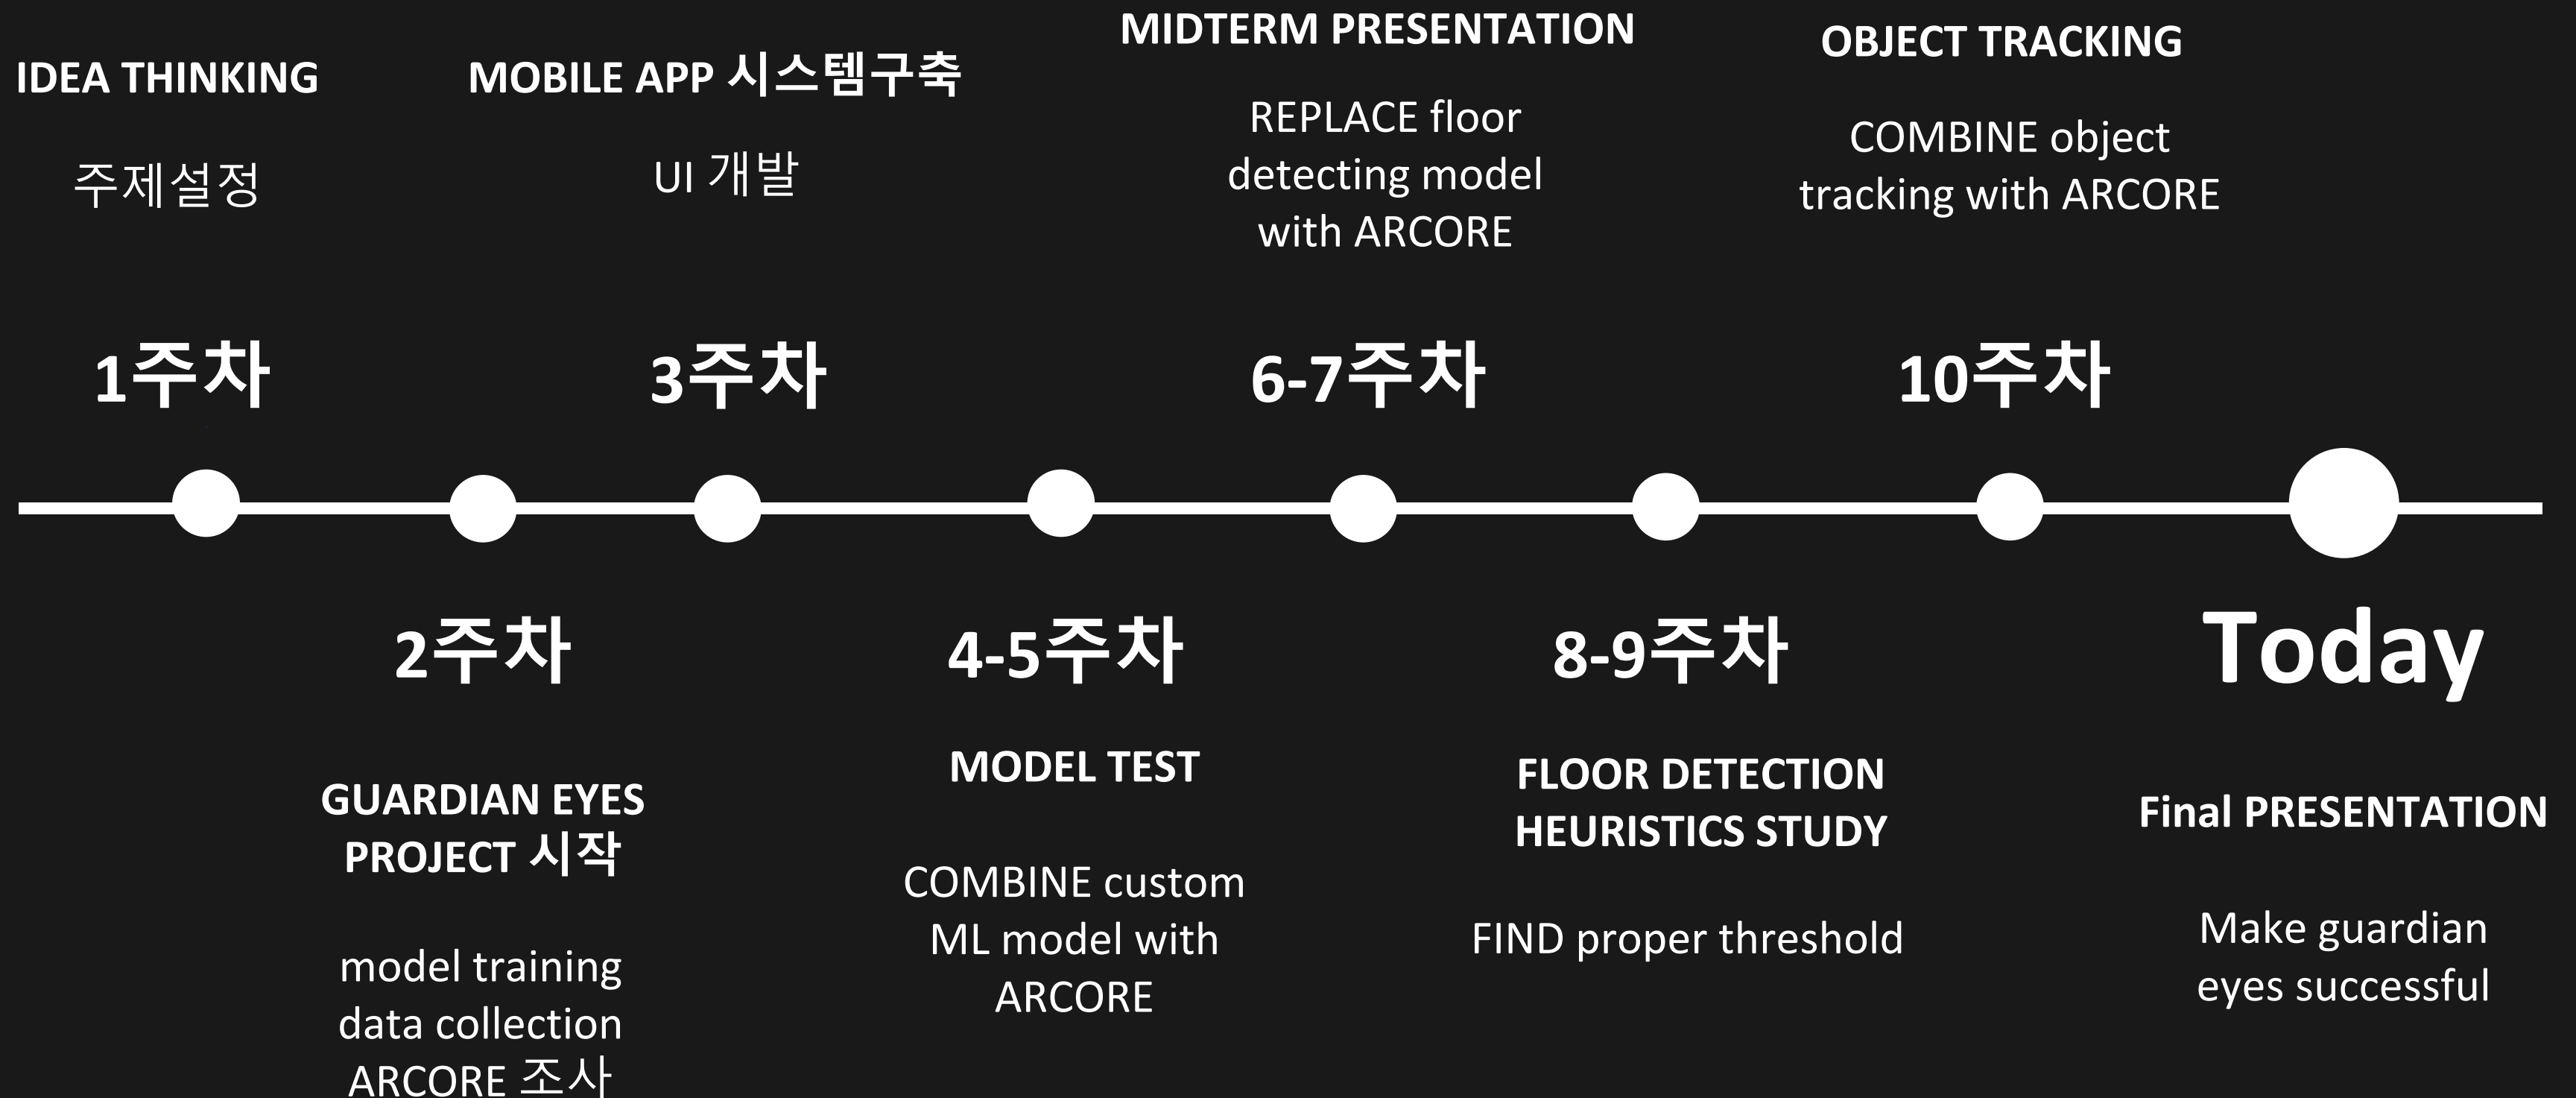 IDEA THINKING
주제설정
1주차
GUARDIAN EYES
PROJECT 시작
model training
data collection
ARCORE 조사
2주차
MOBILE APP 시스템구축
UI 개발
3주차
4-5주차
MODEL TEST
COMBINE custom
ML model with
ARCORE
MIDTERM PRESENTATION
REPLACE floor
detecting model
with ARCORE
6-7주차
8-9주차
FLOOR DETECTION
HEURISTICS STUDY
FIND proper threshold
OBJECT TRACKING
COMBINE object
tracking with ARCORE
10주차
Today
Final PRESENTATION
Make guardian
eyes successful